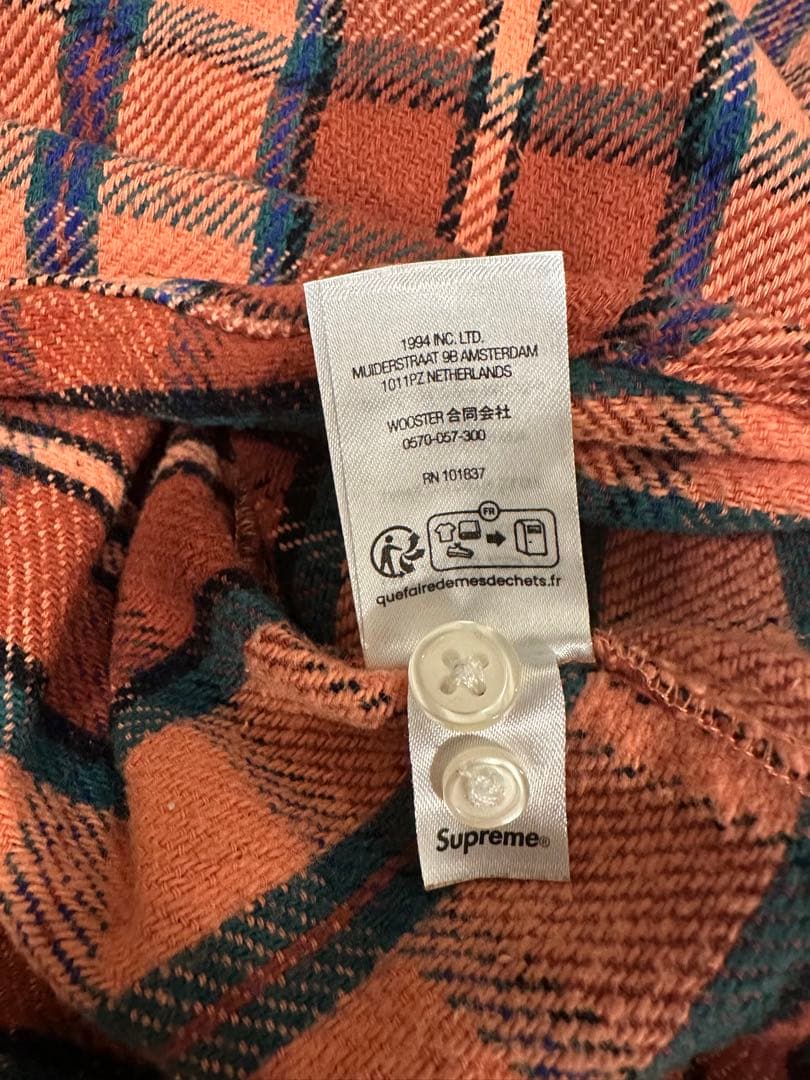 1994 INC. LTD.
MUIDERSTRAAT 9B AMSTERDAM
1011PZ NETHERLANDS
WOOSTER 合同会社
0570-057-300
RN 101837
FR
quefairedemesdechets.fr
Supreme®